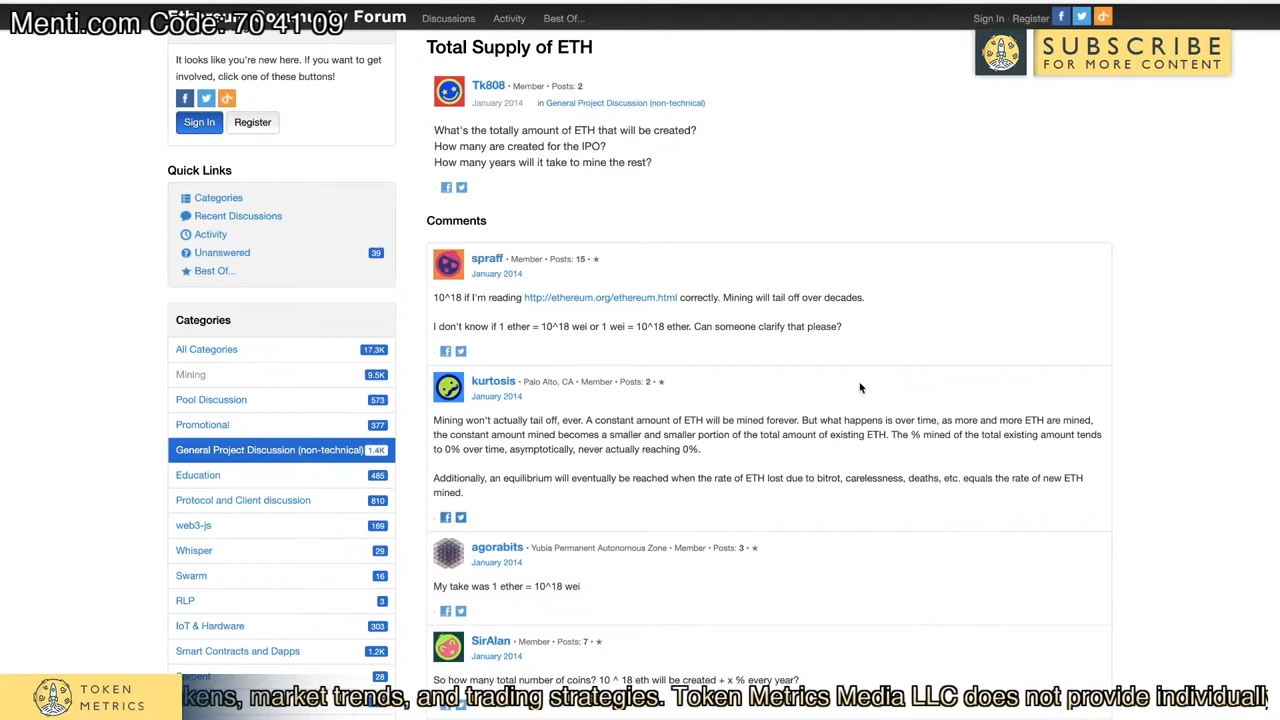 Menti.com Code: 70 41 09
Ethereum Community Forum
Discussions
Activity
Best Of...
Sign In · Register
SUBSCRIBE
FOR MORE CONTENT
It looks like you're new here. If you want to
get involved, click one of these buttons!
Sign In
Register
Quick Links
Categories
Recent Discussions
Activity
Unanswered 39
Best Of...
Categories
All Categories 17.3K
Mining 9.5K
Pool Discussion 573
Promotional 377
General Project Discussion (non-technical) 1.4K
Education 485
Protocol and Client discussion 810
web3-js 169
Whisper 29
Swarm 16
RLP 3
IoT & Hardware 303
Smart Contracts and Dapps 1.2K
Serpent 28
Total Supply of ETH
Tk808 • Member • Posts: 2
January 2014 in General Project Discussion (non-technical)
What's the totally amount of ETH that will be created?
How many are created for the IPO?
How many years will it take to mine the rest?
Comments
spraff • Member • Posts: 15 • ★
January 2014
10^18 if I'm reading http://ethereum.org/ethereum.html correctly. Mining will tail off over decades.
I don't know if 1 ether = 10^18 wei or 1 wei = 10^18 ether. Can someone clarify that please?
kurtosis • Palo Alto, CA • Member • Posts: 2 • ★
January 2014
Mining won't actually tail off, ever. A constant amount of ETH will be mined forever. But what happens is over time, as more and more ETH are mined,
the constant amount mined becomes a smaller and smaller portion of the total amount of existing ETH. The % mined of the total existing amount tends
to 0% over time, asymptotically, never actually reaching 0%.
Additionally, an equilibrium will eventually be reached when the rate of ETH lost due to bitrot, carelessness, deaths, etc. equals the rate of new ETH
mined.
agorabits • Yubia Permanent Autonomous Zone • Member • Posts: 3 • ★
January 2014
My take was 1 ether = 10^18 wei
SirAlan • Member • Posts: 7 • ★
January 2014
So how many total number of coins? 10 ^ 18 eth will be created + x % every year?
TOKEN
METRICS
kens, market trends, and trading strategies. Token Metrics Media LLC does not provide individually